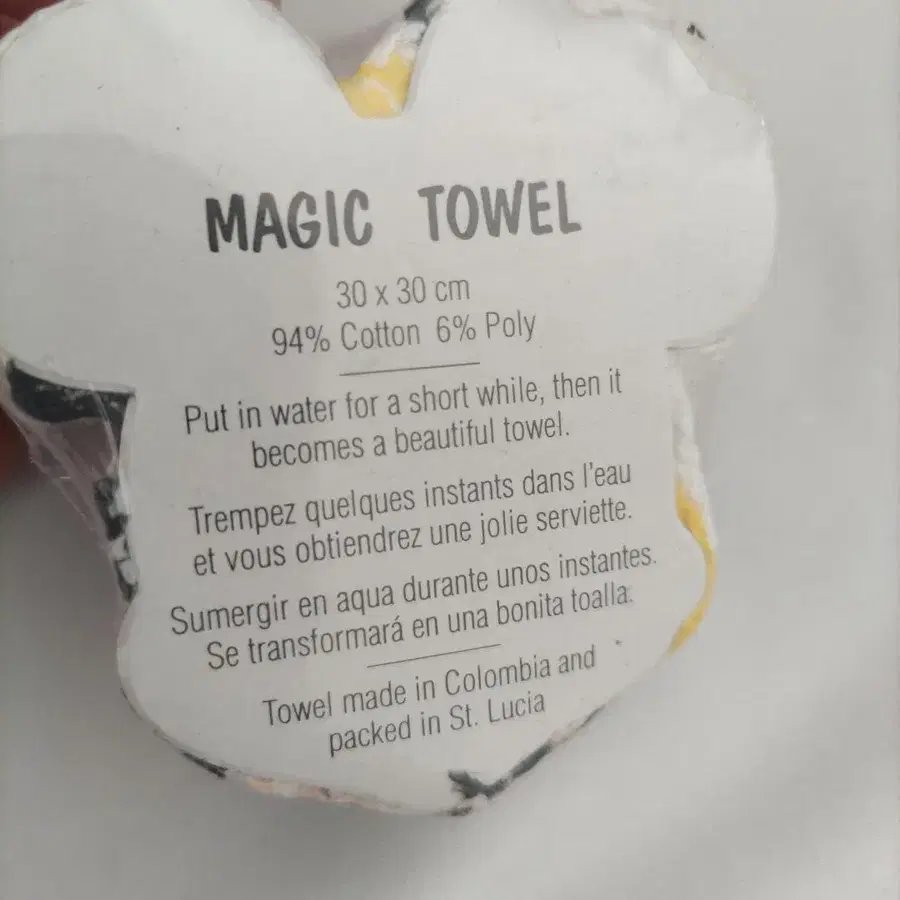 MAGIC TOWEL
30 x 30 cm
94% Cotton 6% Poly
Put in water for a short while, then it
becomes a beautiful towel.
Trempez quelques instants dans l'eau
et vous obtiendrez une jolie serviette.
Sumergir en aqua durante unos instantes.
Se transformará en una bonita toalla.
Towel made in Colombia and
packed in St. Lucia